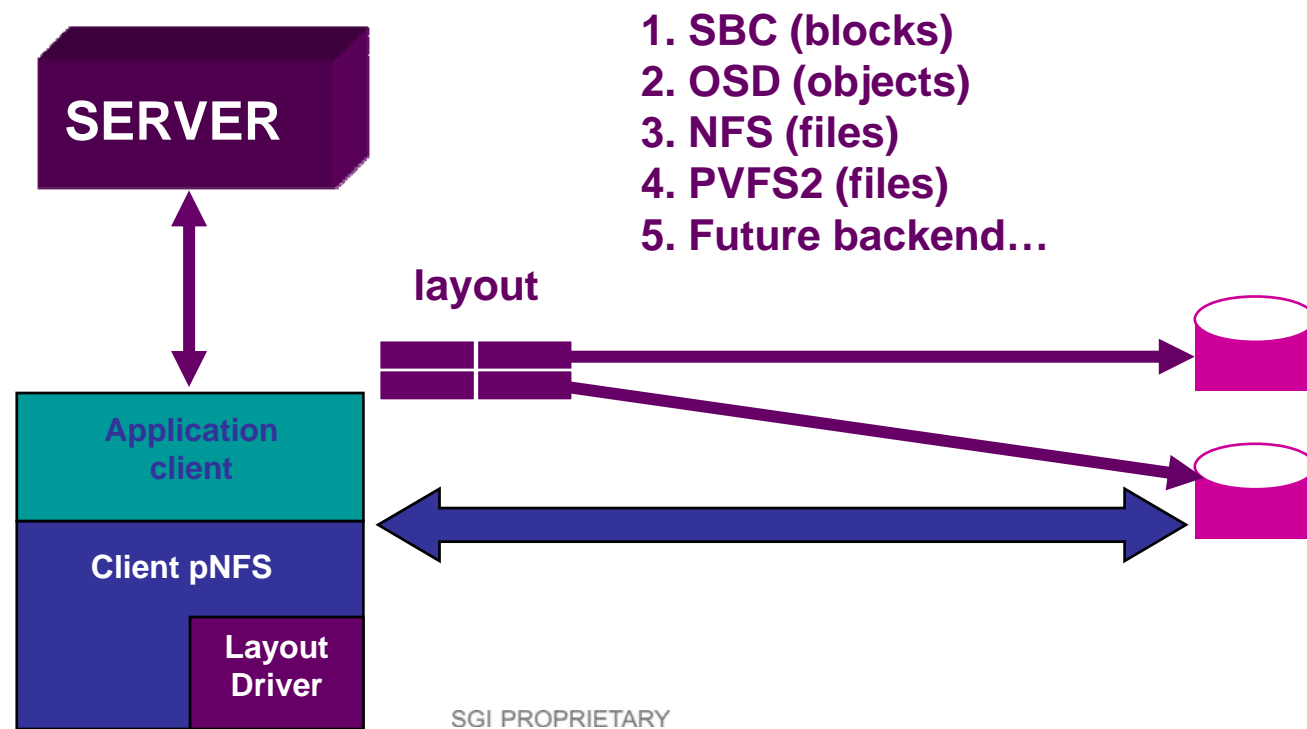 SERVER
1. SBC (blocks)
2. OSD (objects)
3. NFS (files)
4. PVFS2 (files)
5. Future backend…
layout
Application
client
Client pNFS
Layout
Driver
SGI PROPRIETARY